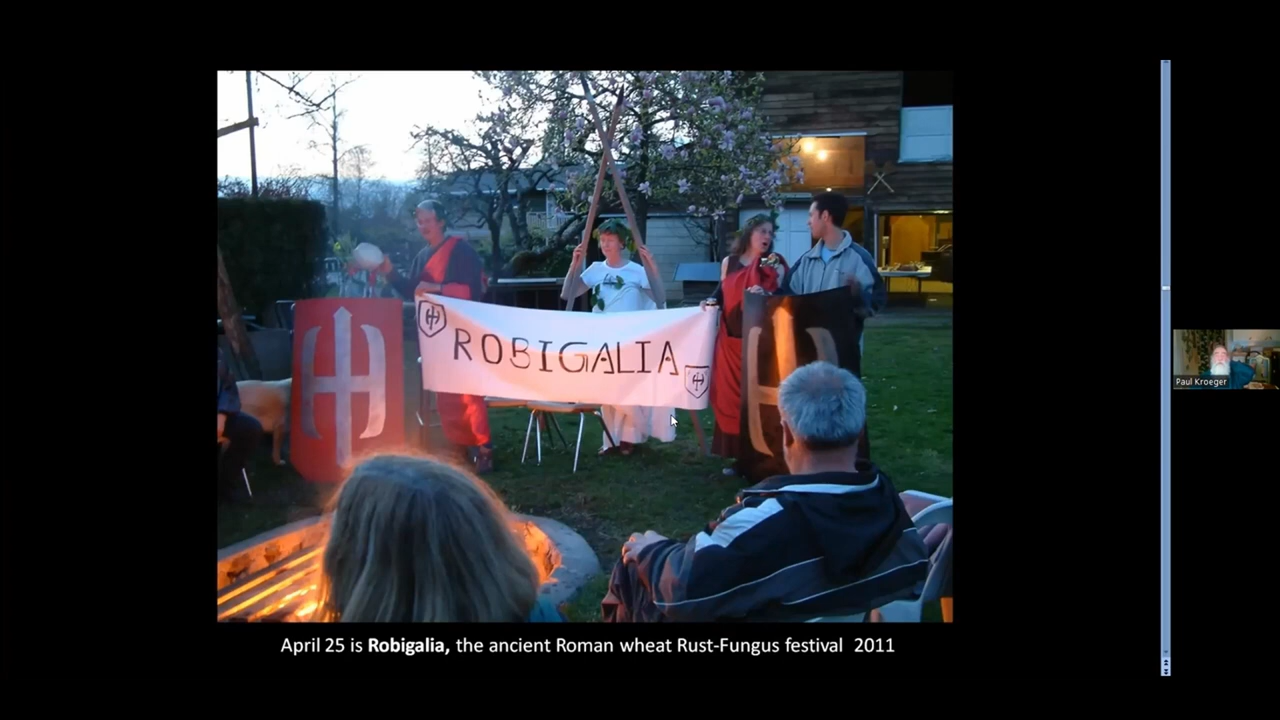 ROBIGALIA
April 25 is Robigalia, the ancient Roman wheat Rust-Fungus festival 2011
Paul Kroeger